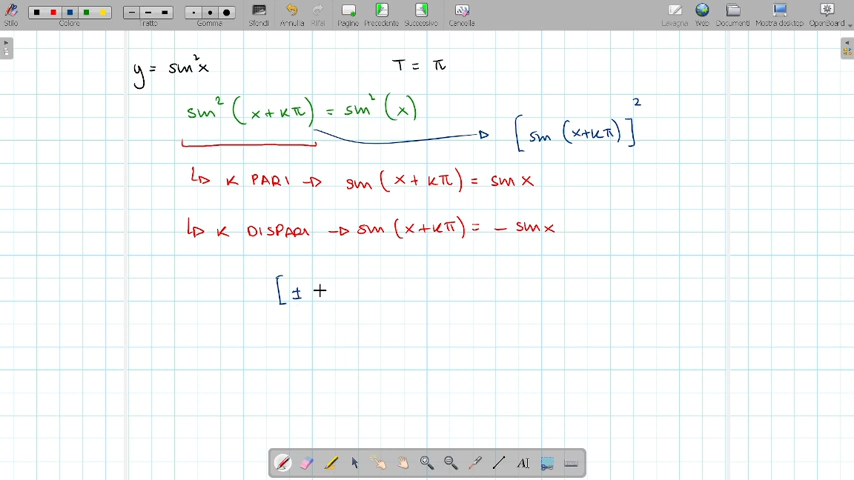 Stilo Colore Tratto Gomma Sfondi Annulla Rifai Pagine Precedente Successivo Cancella Lavagna Web Documenti Mostra desktop OpenBoard
y = sin²x T = π
sin² (x+kπ) = sin² (x)
[sin (x+kπ)]²
↳ K PARI → sin (x+kπ) = sin x
↳ K DISPARI → sin (x+kπ) = - sin x
[±